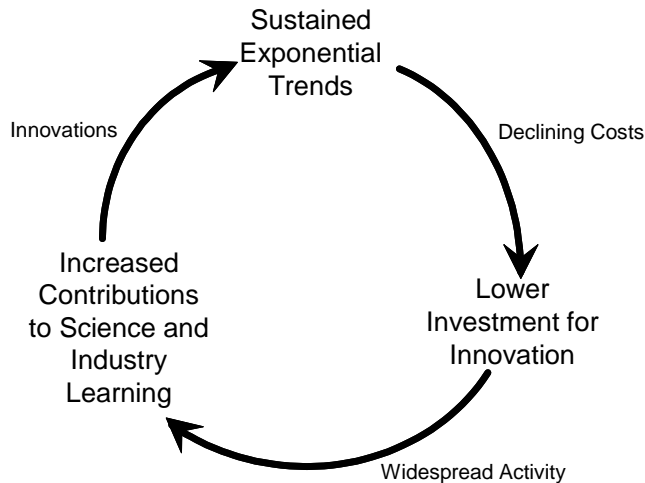 Sustained
Exponential
Trends
Innovations
Declining Costs
Increased
Contributions
to Science and
Industry
Learning
Lower
Investment for
Innovation
Widespread Activity